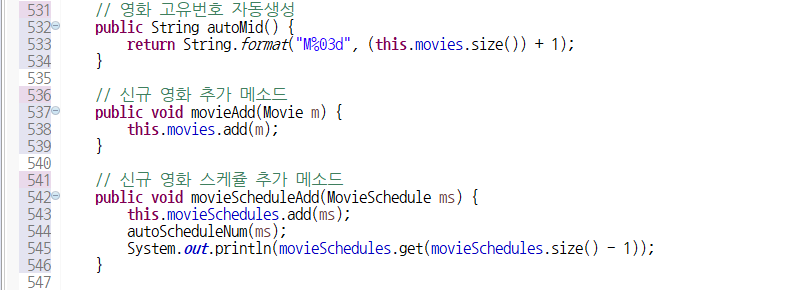 531 // 영화 고유번호 자동생성
532 public String autoMid() {
533 return String.format("M%03d", (this.movies.size()) + 1);
534 }
535
536 // 신규 영화 추가 메소드
537 public void movieAdd(Movie m) {
538 this.movies.add(m);
539 }
540
541 // 신규 영화 스케쥴 추가 메소드
542 public void movieScheduleAdd(MovieSchedule ms) {
543 this.movieSchedules.add(ms);
544 autoScheduleNum(ms);
545 System.out.println(movieSchedules.get(movieSchedules.size() - 1));
546 }
547